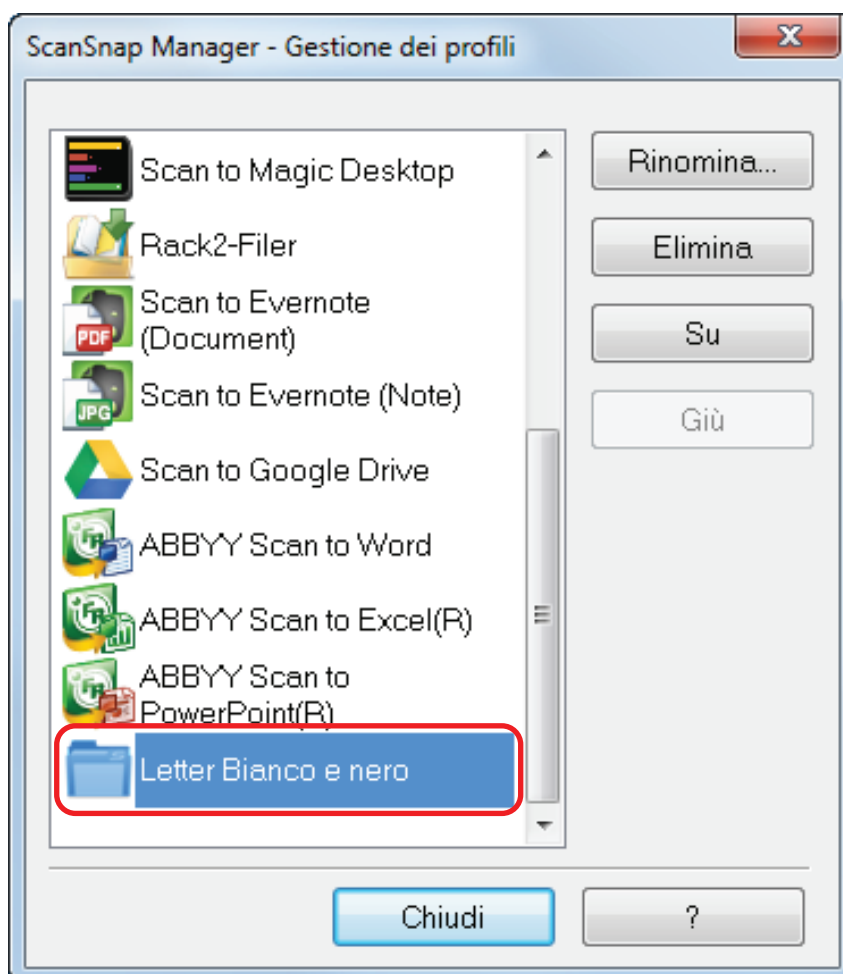 ScanSnap Manager - Gestione dei profili
Scan to Magic Desktop
Rack2-Filer
Scan to Evernote
(Document)
PDF
Scan to Evernote (Note)
JPG
Scan to Google Drive
ABBYY Scan to Word
ABBYY Scan to Excel(R)
ABBYY Scan to
PowerPoint(R)
Letter Bianco e nero
Rinomina...
Elimina
Su
Giù
Chiudi
?